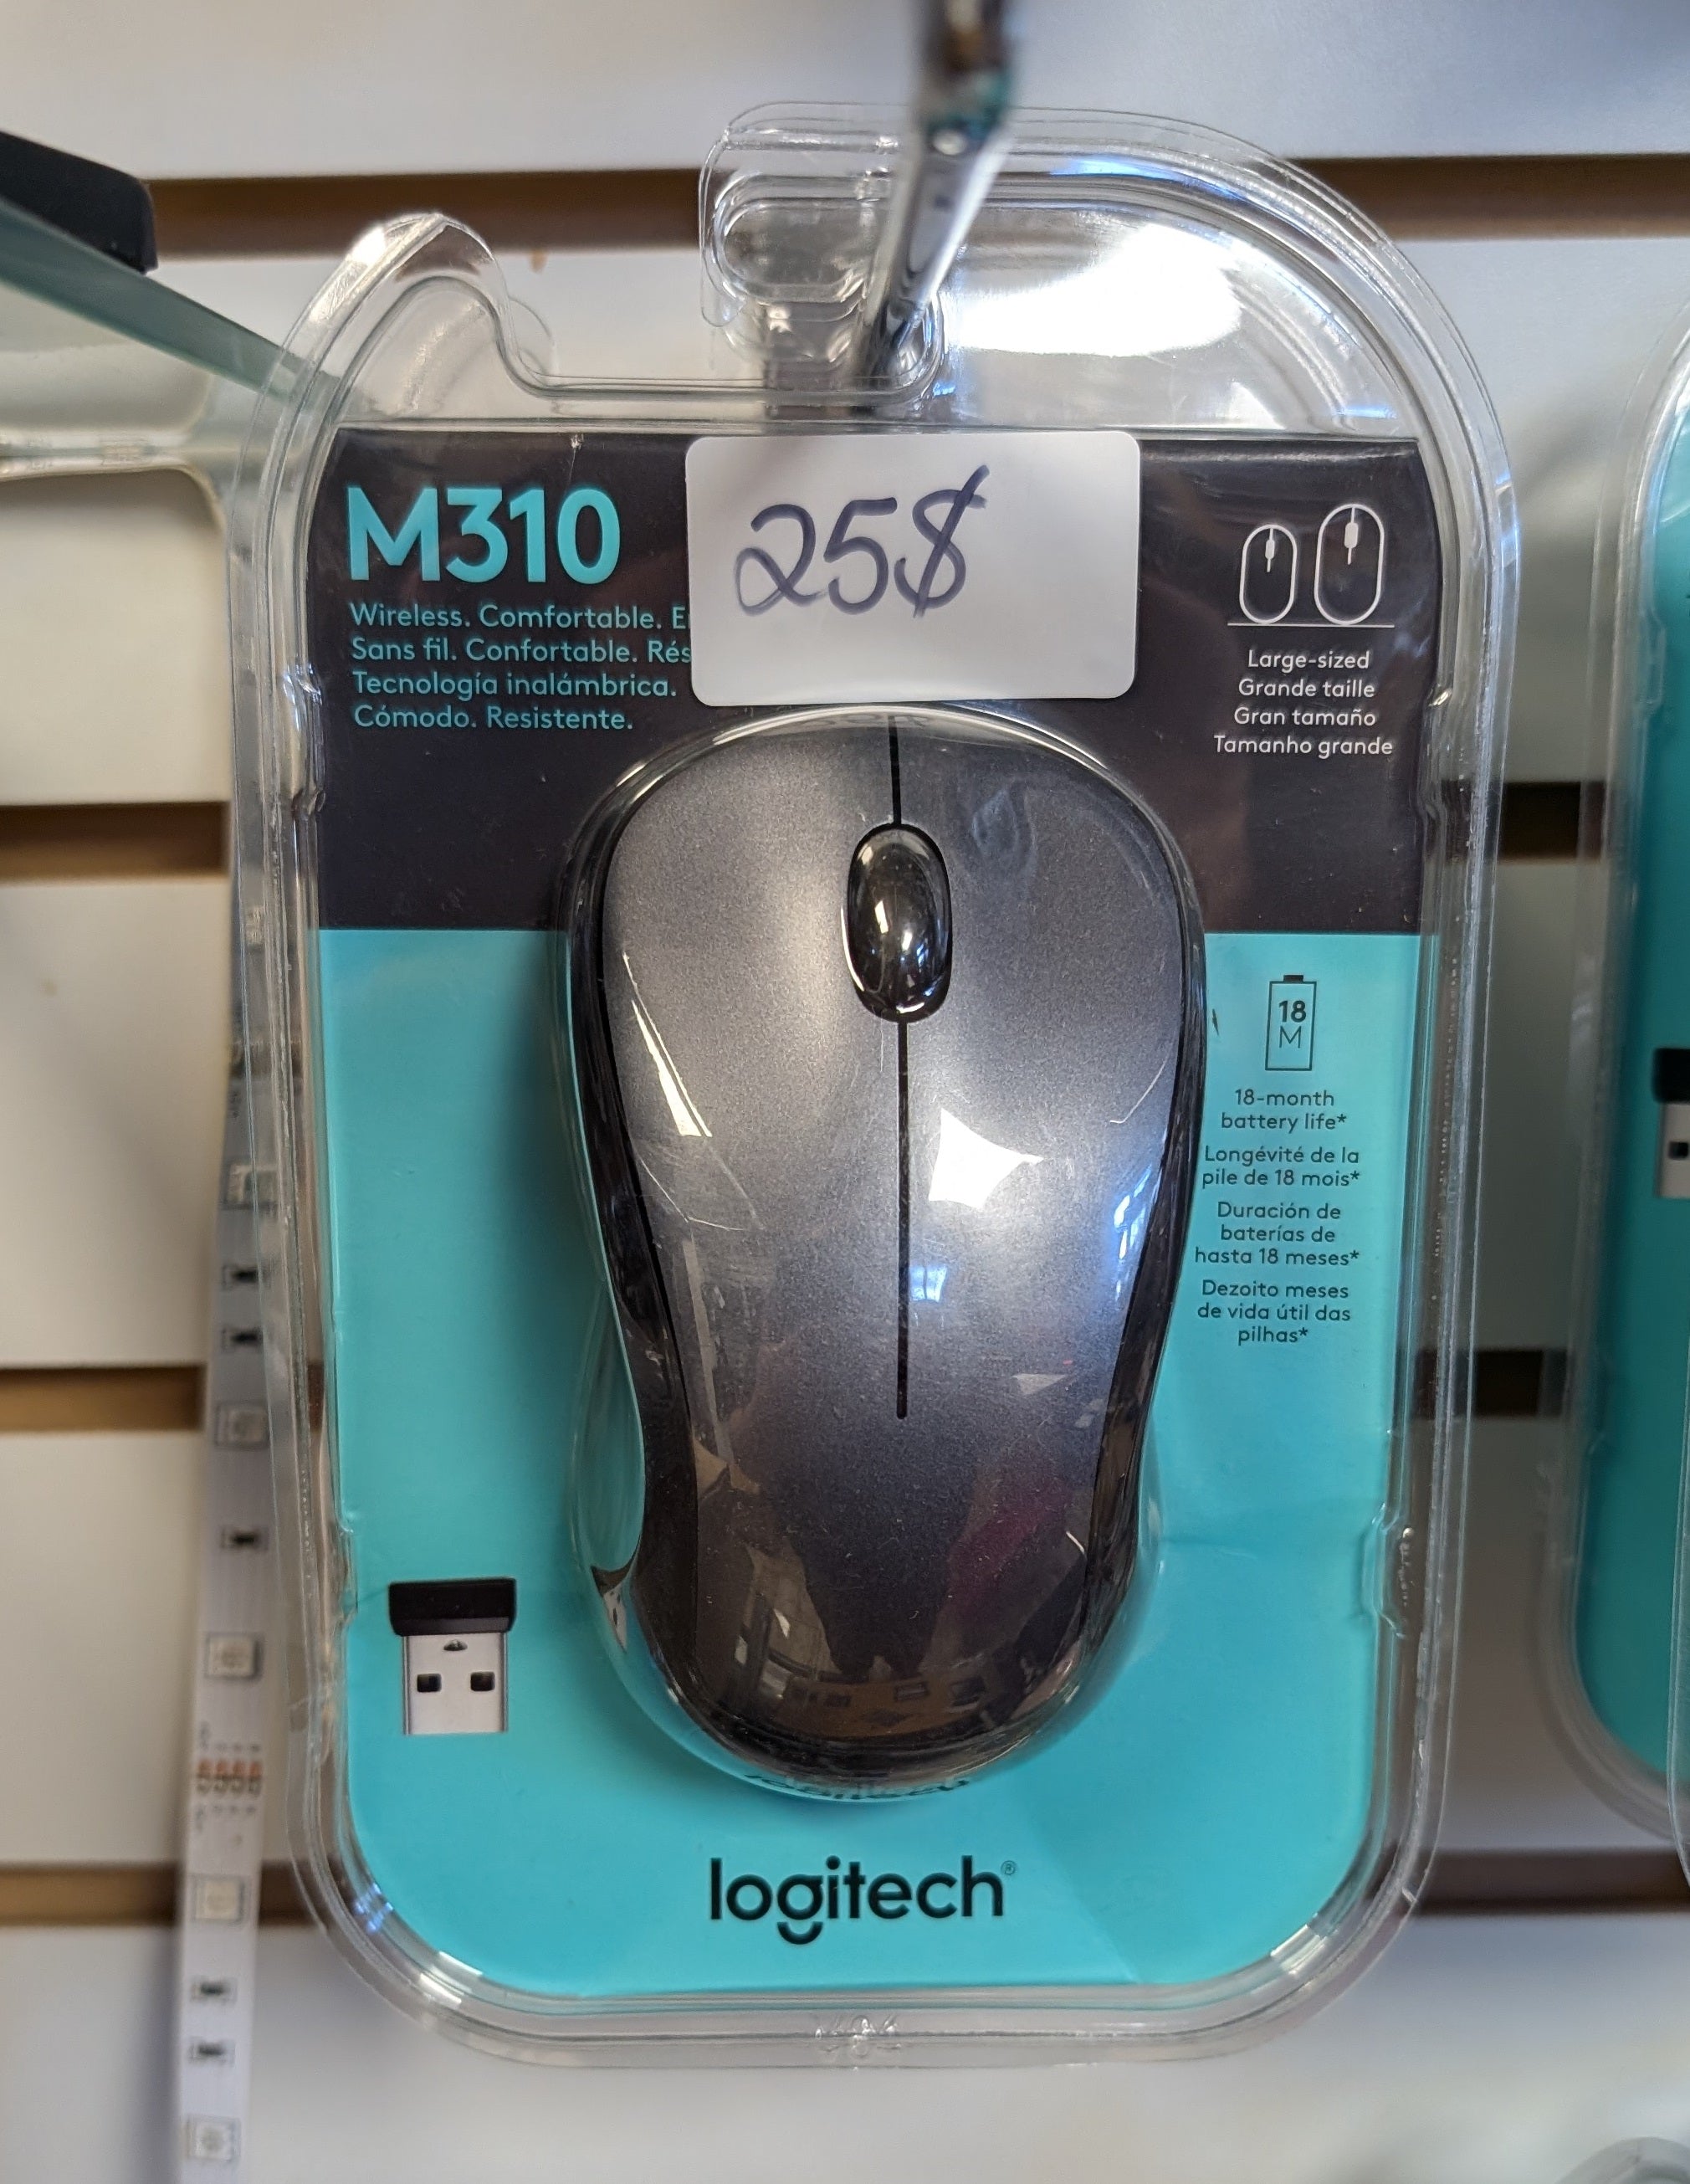 25$
M310
Wireless. Comfortable.
Sans fil. Confortable.
Tecnología inalámbrica.
Cómodo. Resistente.
Large-sized
Grande taille
Gran tamaño
Tamanho grande
18
M
18-month
battery life*
Longévité de la
pile de 18 mois*
Duración de
baterías de
hasta 18 meses*
Dezoito meses
de vida útil das
pilhas*
logitech®